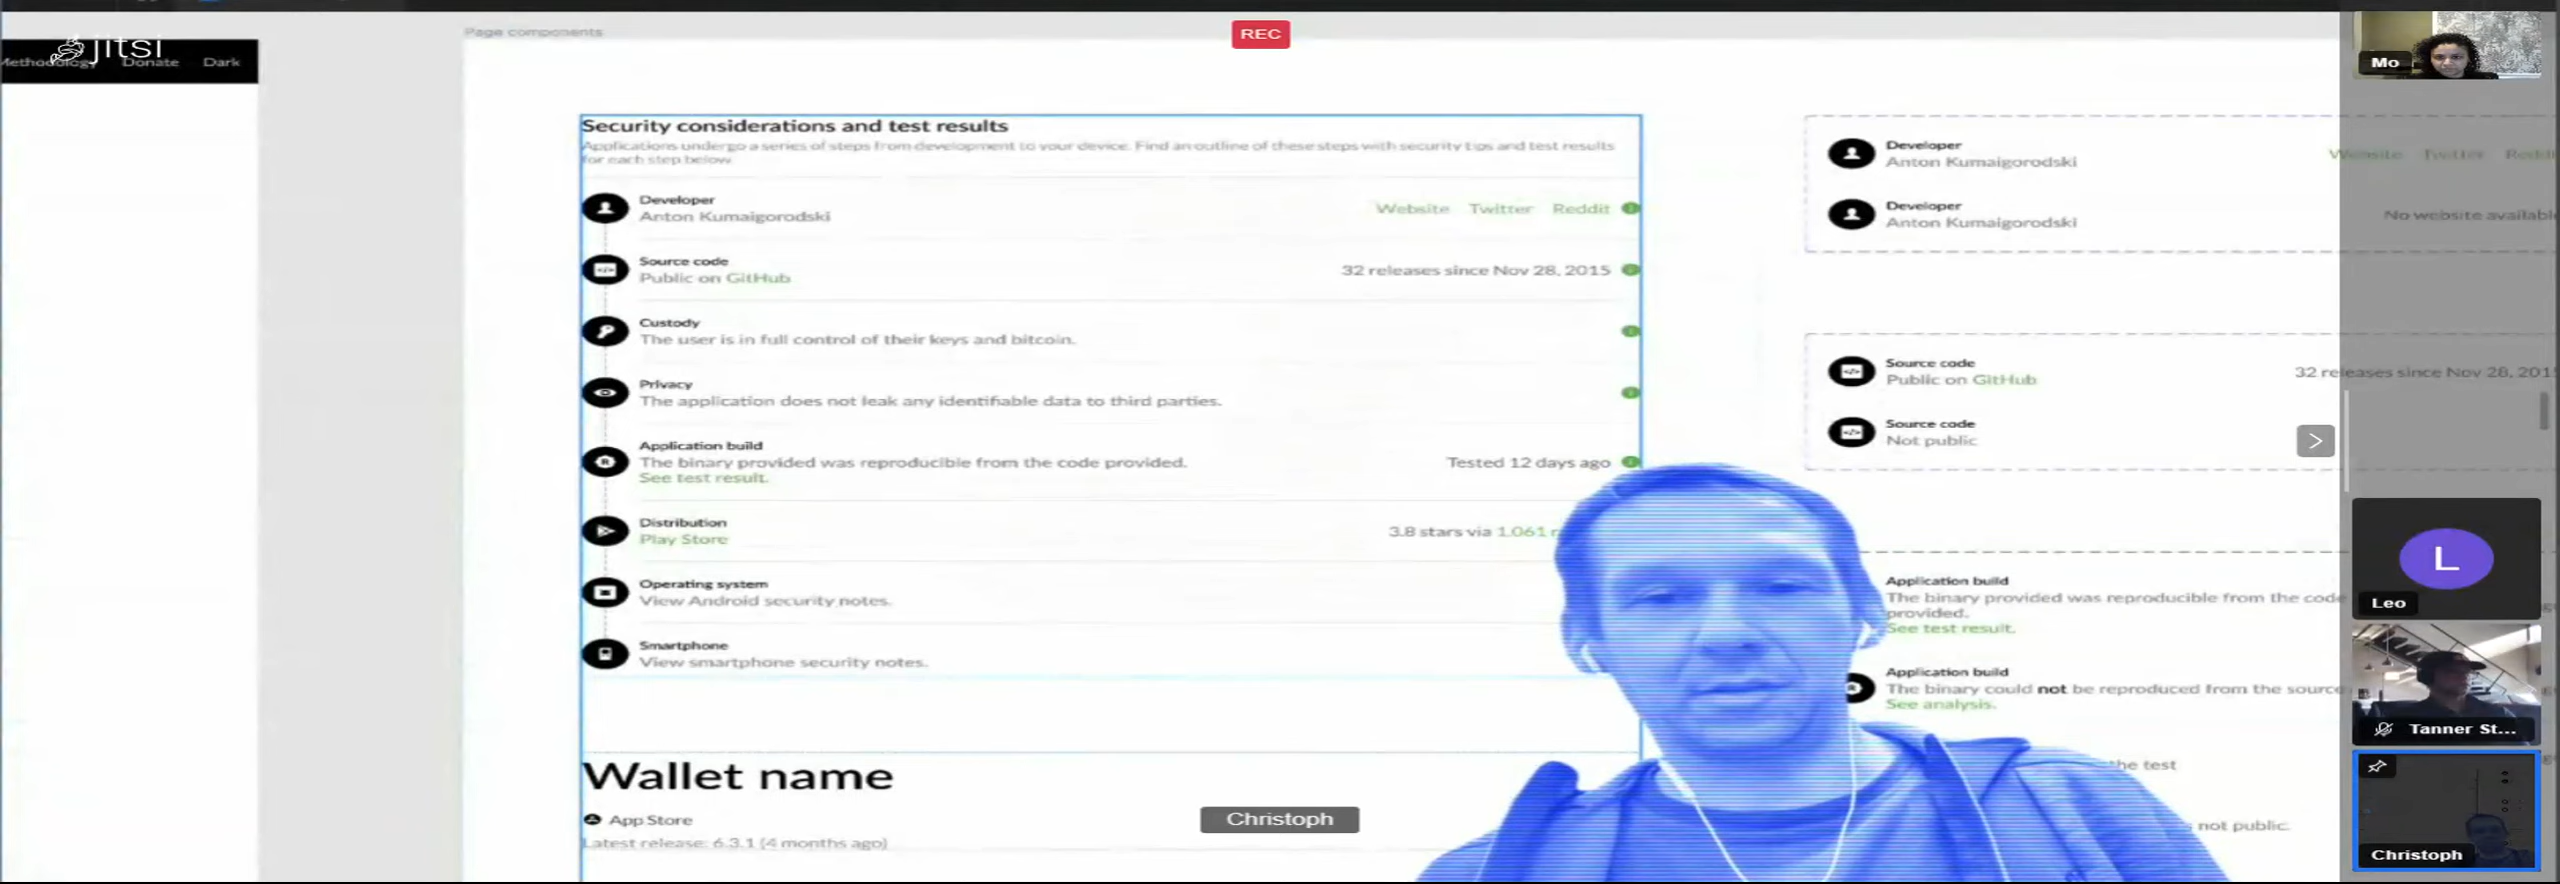 jitsi
Methodology Donate Dark
Page components
REC
Mo
Security considerations and test results
Applications undergo a series of steps from development to your device. Find an outline of these steps with security tips and test results
for each step below
Developer
Anton Kumaigorodski
Website Twitter Reddit
Source code
Public on GitHub
32 releases since Nov 28, 2015
Custody
The user is in full control of their keys and bitcoin.
Privacy
The application does not leak any identifiable data to third parties.
Application build
The binary provided was reproducible from the code provided.
See test result.
Tested 12 days ago
Distribution
Play Store
3.8 stars via 1.061
Operating system
View Android security notes.
Smartphone
View smartphone security notes.
Wallet name
App Store
Latest release: 6.3.1 (4 months ago)
Christoph
Developer
Anton Kumaigorodski
Website Twitter Reddi
Developer
Anton Kumaigorodski
No website availabl
Source code
Public on GitHub
32 releases since Nov 28, 201
Source code
Not public
Application build
The binary provided was reproducible from the code
provided.
See test result.
Application build
The binary could not be reproduced from the source
See analysis.
the test
not public.
L
Leo
Tanner St...
Christoph